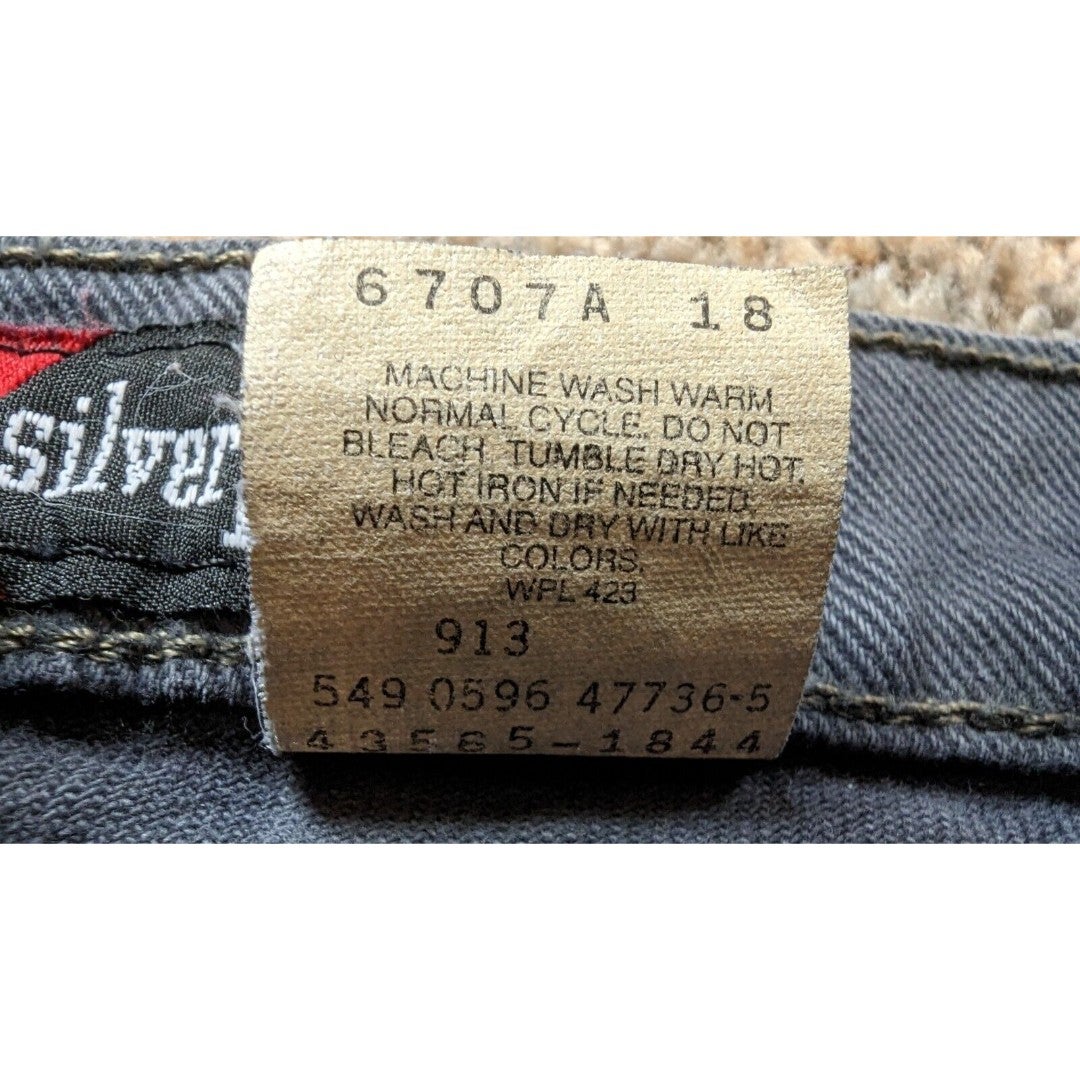 6707A 18
MACHINE WASH WARM
NORMAL CYCLE. DO NOT
BLEACH. TUMBLE DRY HOT.
HOT IRON IF NEEDED.
WASH AND DRY WITH LIKE
COLORS.
WPL 423
913
549 0596 47736-5
43565-1844
silver